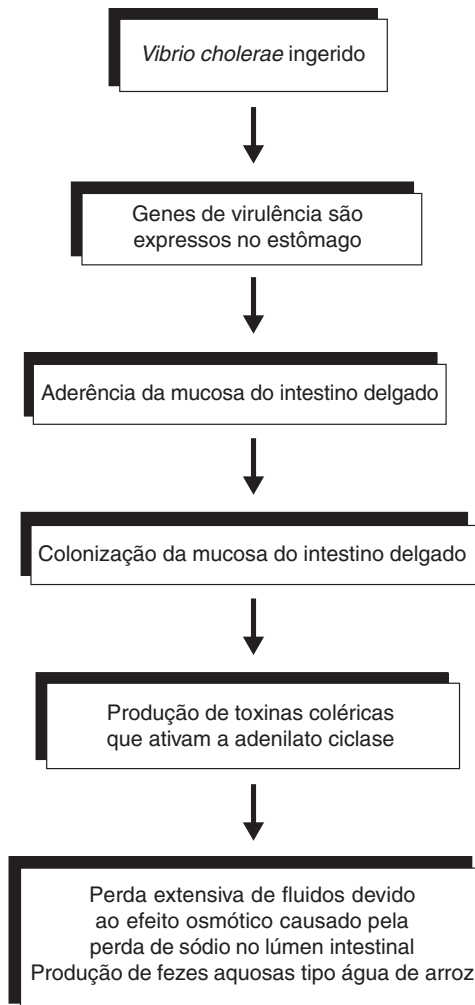 Vibrio cholerae ingerido
Genes de virulência são
expressos no estômago
Aderência da mucosa do intestino delgado
Colonização da mucosa do intestino delgado
Produção de toxinas coléricas
que ativam a adenilato ciclase
Perda extensiva de fluidos devido
ao efeito osmótico causado pela
perda de sódio no lúmen intestinal
Produção de fezes aquosas tipo água de arroz